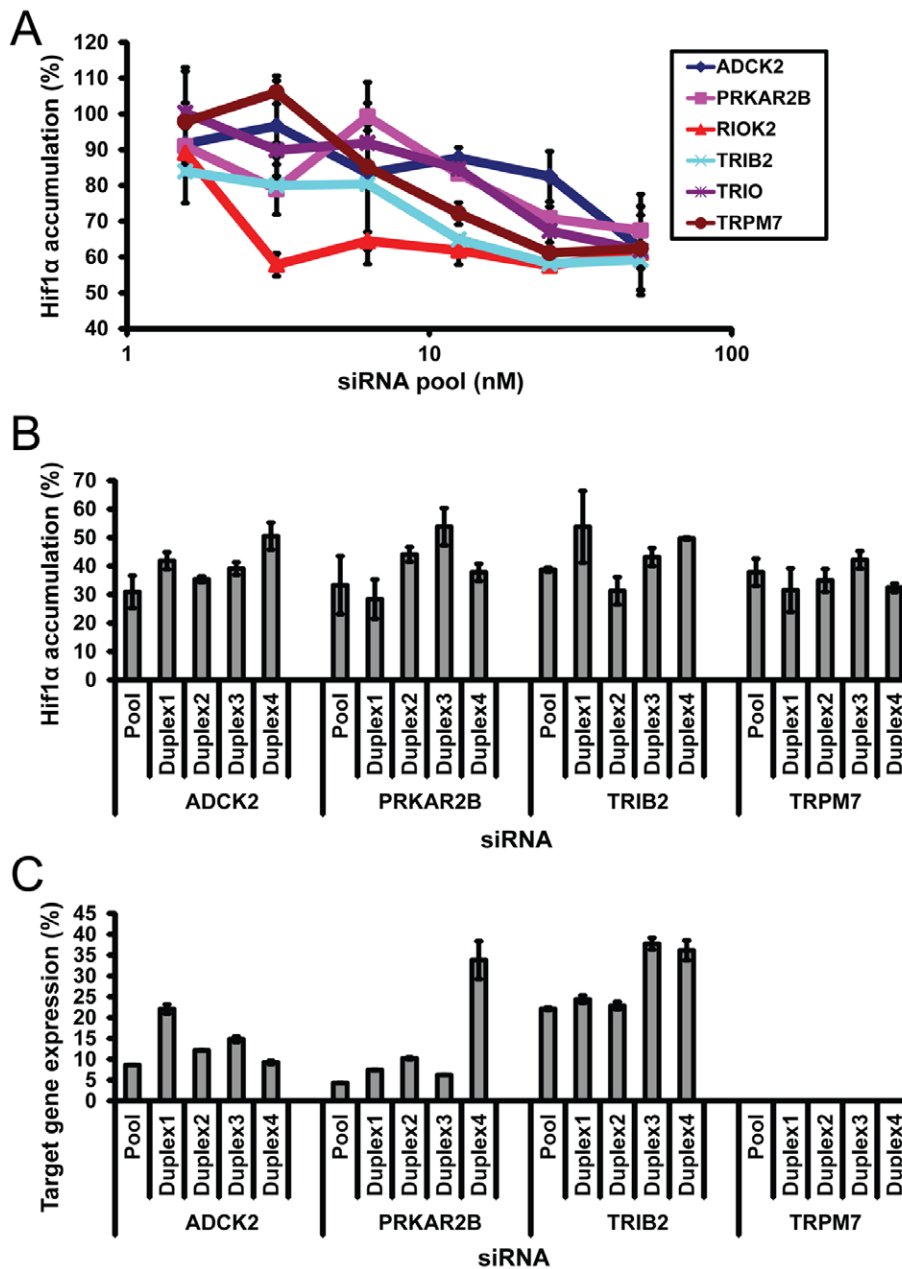 A
Hif1α accumulation (%)
120
110
100
90
80
70
60
50
40
1
10
100
siRNA pool (nM)
ADCK2
PRKAR2B
RIOK2
TRIB2
TRIO
TRPM7
B
Hif1α accumulation (%)
70
60
50
40
30
20
10
0
Pool
Duplex1
Duplex2
Duplex3
Duplex4
Pool
Duplex1
Duplex2
Duplex3
Duplex4
Pool
Duplex1
Duplex2
Duplex3
Duplex4
Pool
Duplex1
Duplex2
Duplex3
Duplex4
ADCK2
PRKAR2B
TRIB2
TRPM7
siRNA
C
Target gene expression (%)
45
40
35
30
25
20
15
10
5
0
Pool
Duplex1
Duplex2
Duplex3
Duplex4
Pool
Duplex1
Duplex2
Duplex3
Duplex4
Pool
Duplex1
Duplex2
Duplex3
Duplex4
Pool
Duplex1
Duplex2
Duplex3
Duplex4
ADCK2
PRKAR2B
TRIB2
TRPM7
siRNA